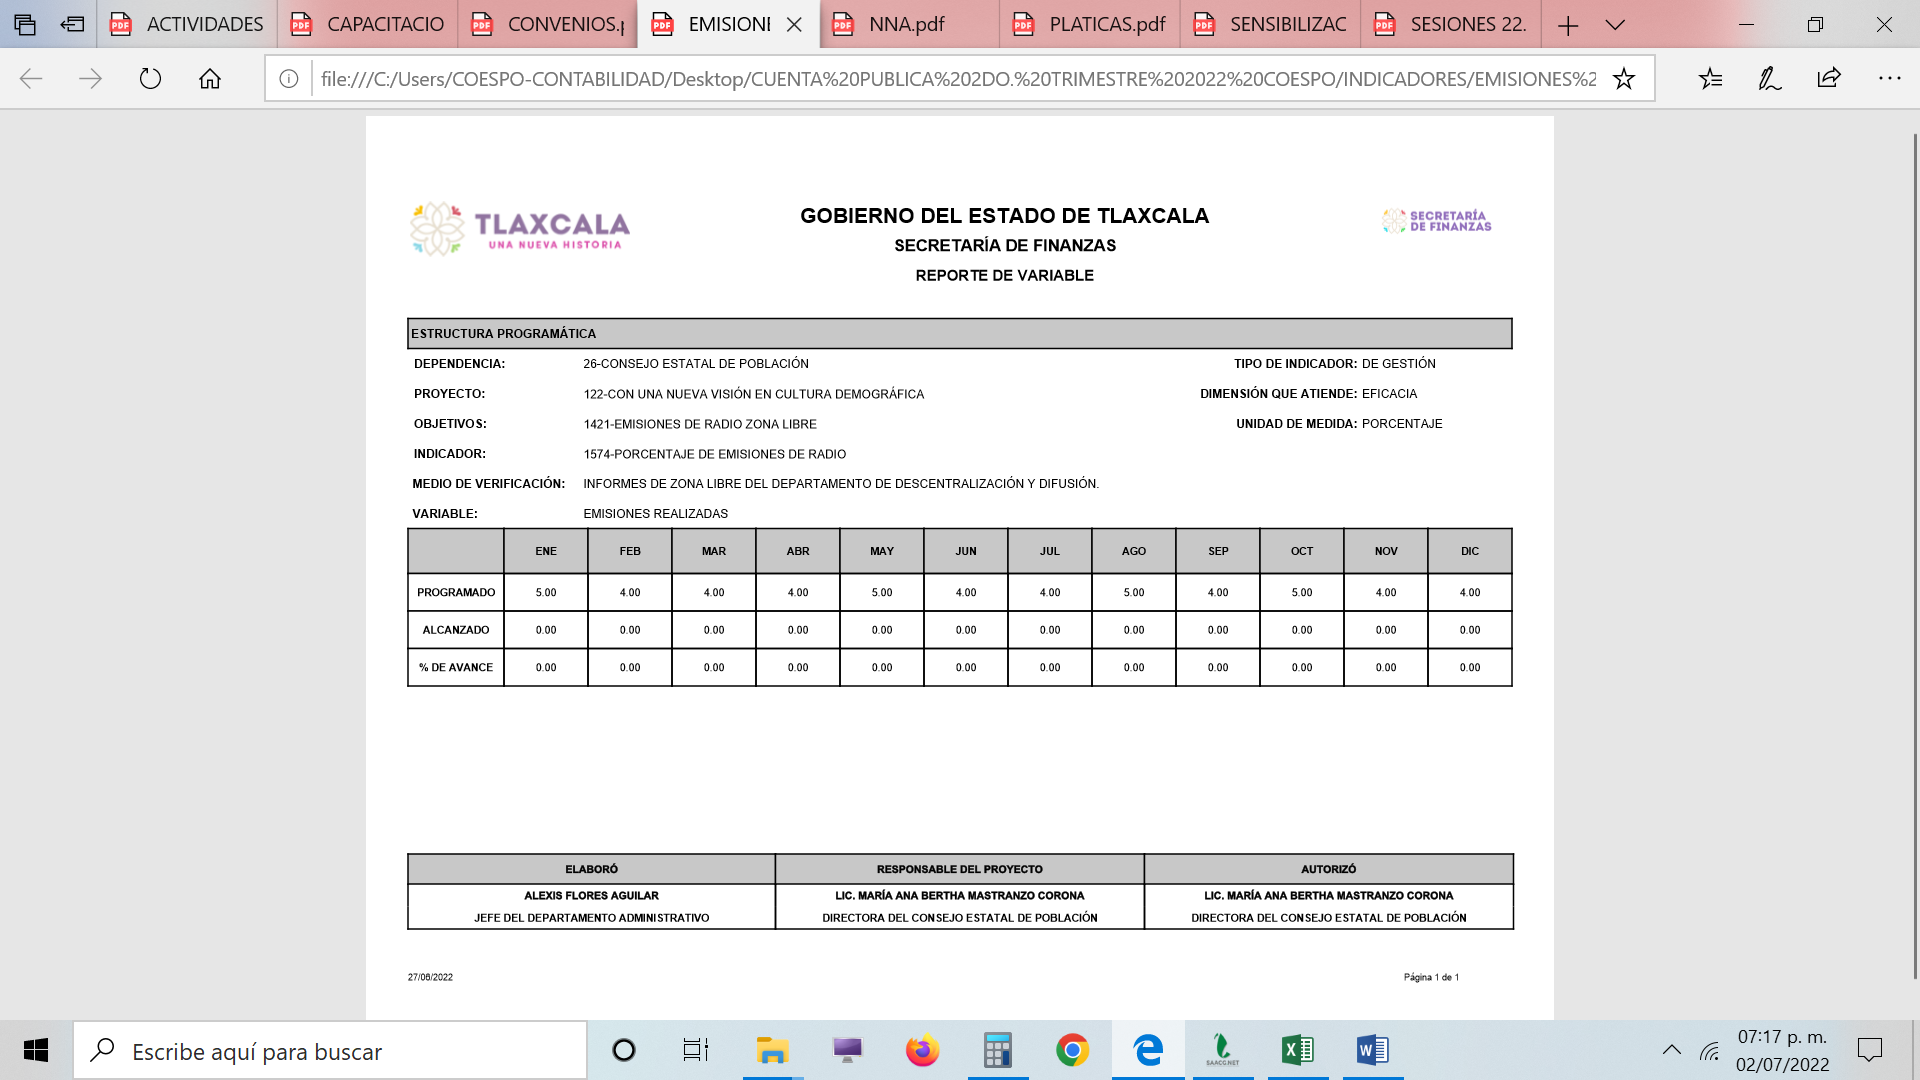 ACTIVIDADES
CAPACITACIO
CONVENIOS.p
EMISIONE
NNA.pdf
PLATICAS.pdf
SENSIBILIZAC
SESIONES 22.
file:///C:/Users/COESPO-CONTABILIDAD/Desktop/CUENTA%20PUBLICA%202DO.%20TRIMESTRE%202022%20COESPO/INDICADORES/EMISIONES%2
TLAXCALA
UNA NUEVA HISTORIA
GOBIERNO DEL ESTADO DE TLAXCALA
SECRETARÍA DE FINANZAS
REPORTE DE VARIABLE
SECRETARÍA
DE FINANZAS
ESTRUCTURA PROGRAMÁTICA
DEPENDENCIA: 26-CONSEJO ESTATAL DE POBLACIÓN TIPO DE INDICADOR: DE GESTIÓN
PROYECTO: 122-CON UNA NUEVA VISIÓN EN CULTURA DEMOGRÁFICA DIMENSIÓN QUE ATIENDE: EFICACIA
OBJETIVOS: 1421-EMISIONES DE RADIO ZONA LIBRE UNIDAD DE MEDIDA: PORCENTAJE
INDICADOR: 1574-PORCENTAJE DE EMISIONES DE RADIO
MEDIO DE VERIFICACIÓN: INFORMES DE ZONA LIBRE DEL DEPARTAMENTO DE DESCENTRALIZACIÓN Y DIFUSIÓN.
VARIABLE: EMISIONES REALIZADAS
ENE FEB MAR ABR MAY JUN JUL AGO SEP OCT NOV DIC
PROGRAMADO 5.00 4.00 4.00 4.00 5.00 4.00 4.00 5.00 4.00 5.00 4.00 4.00
ALCANZADO 0.00 0.00 0.00 0.00 0.00 0.00 0.00 0.00 0.00 0.00 0.00 0.00
% DE AVANCE 0.00 0.00 0.00 0.00 0.00 0.00 0.00 0.00 0.00 0.00 0.00 0.00
ELABORÓ RESPONSABLE DEL PROYECTO AUTORIZÓ
ALEXIS FLORES AGUILAR LIC. MARÍA ANA BERTHA MASTRANZO CORONA LIC. MARÍA ANA BERTHA MASTRANZO CORONA
JEFE DEL DEPARTAMENTO ADMINISTRATIVO DIRECTORA DEL CONSEJO ESTATAL DE POBLACIÓN DIRECTORA DEL CONSEJO ESTATAL DE POBLACIÓN
27/06/2022 Página 1 de 1
Escribe aquí para buscar
SAACG.NET
07:17 p. m.
02/07/2022